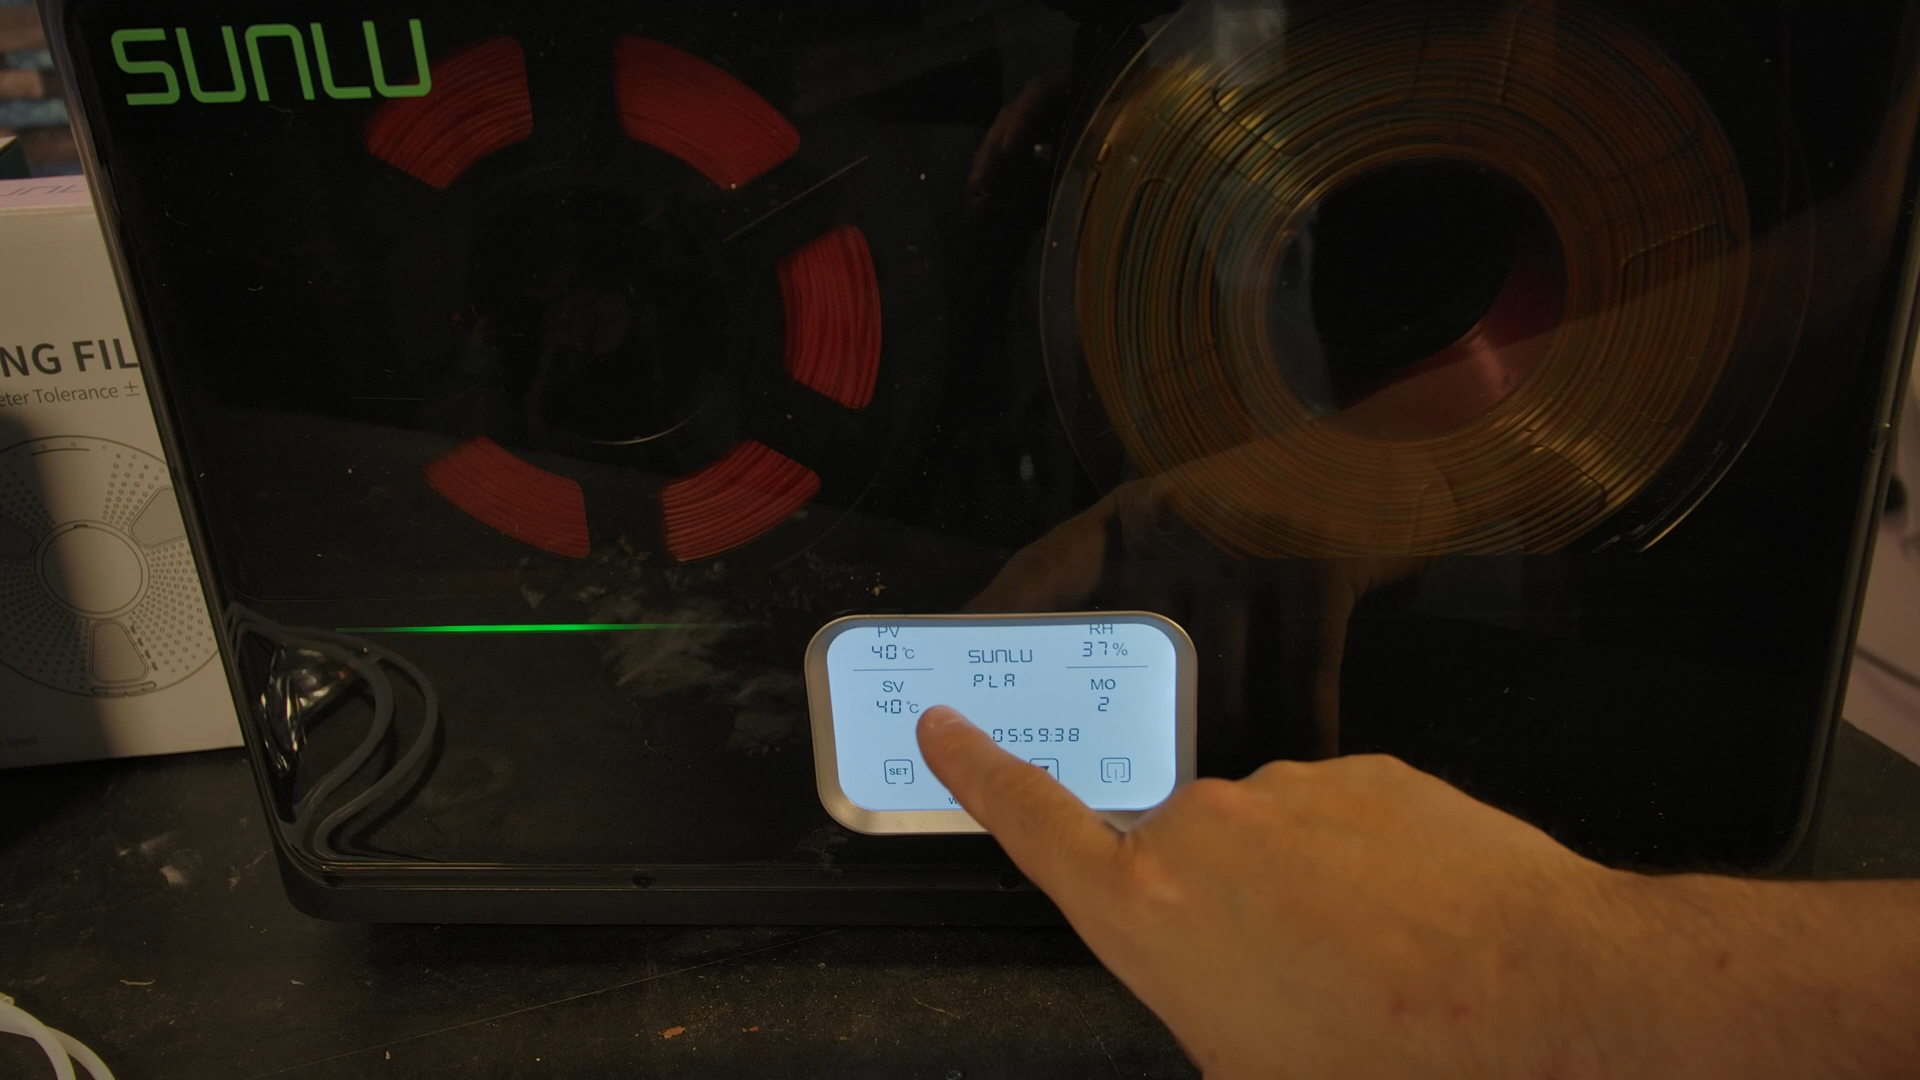 SUNLU
NG FIL
eter Tolerance ±
PV
40°C
SV
40°C
SUNLU
PLA
RH
37%
MO
2
05:59:38
SET